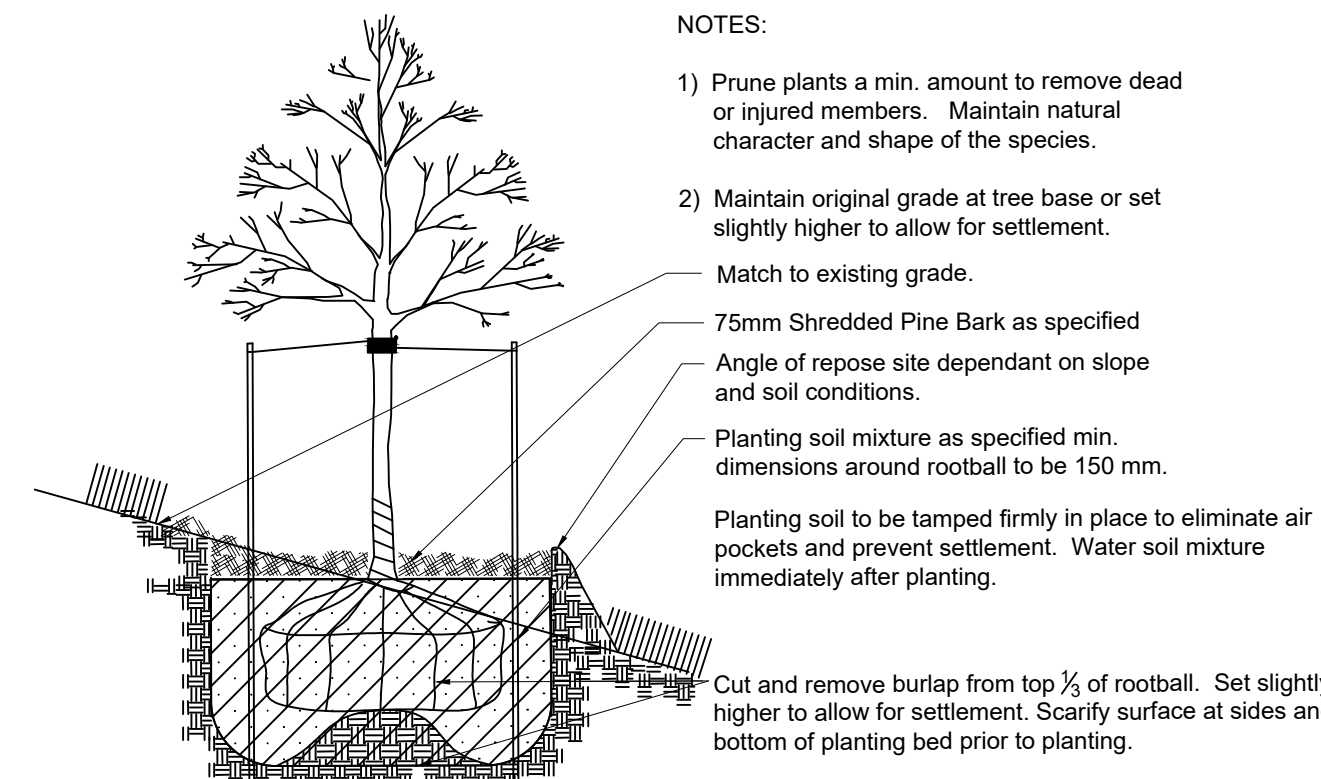 NOTES:
1) Prune plants a min. amount to remove dead
or injured members. Maintain natural
character and shape of the species.
2) Maintain original grade at tree base or set
slightly higher to allow for settlement.
Match to existing grade.
75mm Shredded Pine Bark as specified
Angle of repose site dependant on slope
and soil conditions.
Planting soil mixture as specified min.
dimensions around rootball to be 150 mm.
Planting soil to be tamped firmly in place to eliminate air
pockets and prevent settlement. Water soil mixture
immediately after planting.
Cut and remove burlap from top 1/3 of rootball. Set slightly
higher to allow for settlement. Scarify surface at sides an
bottom of planting bed prior to planting.